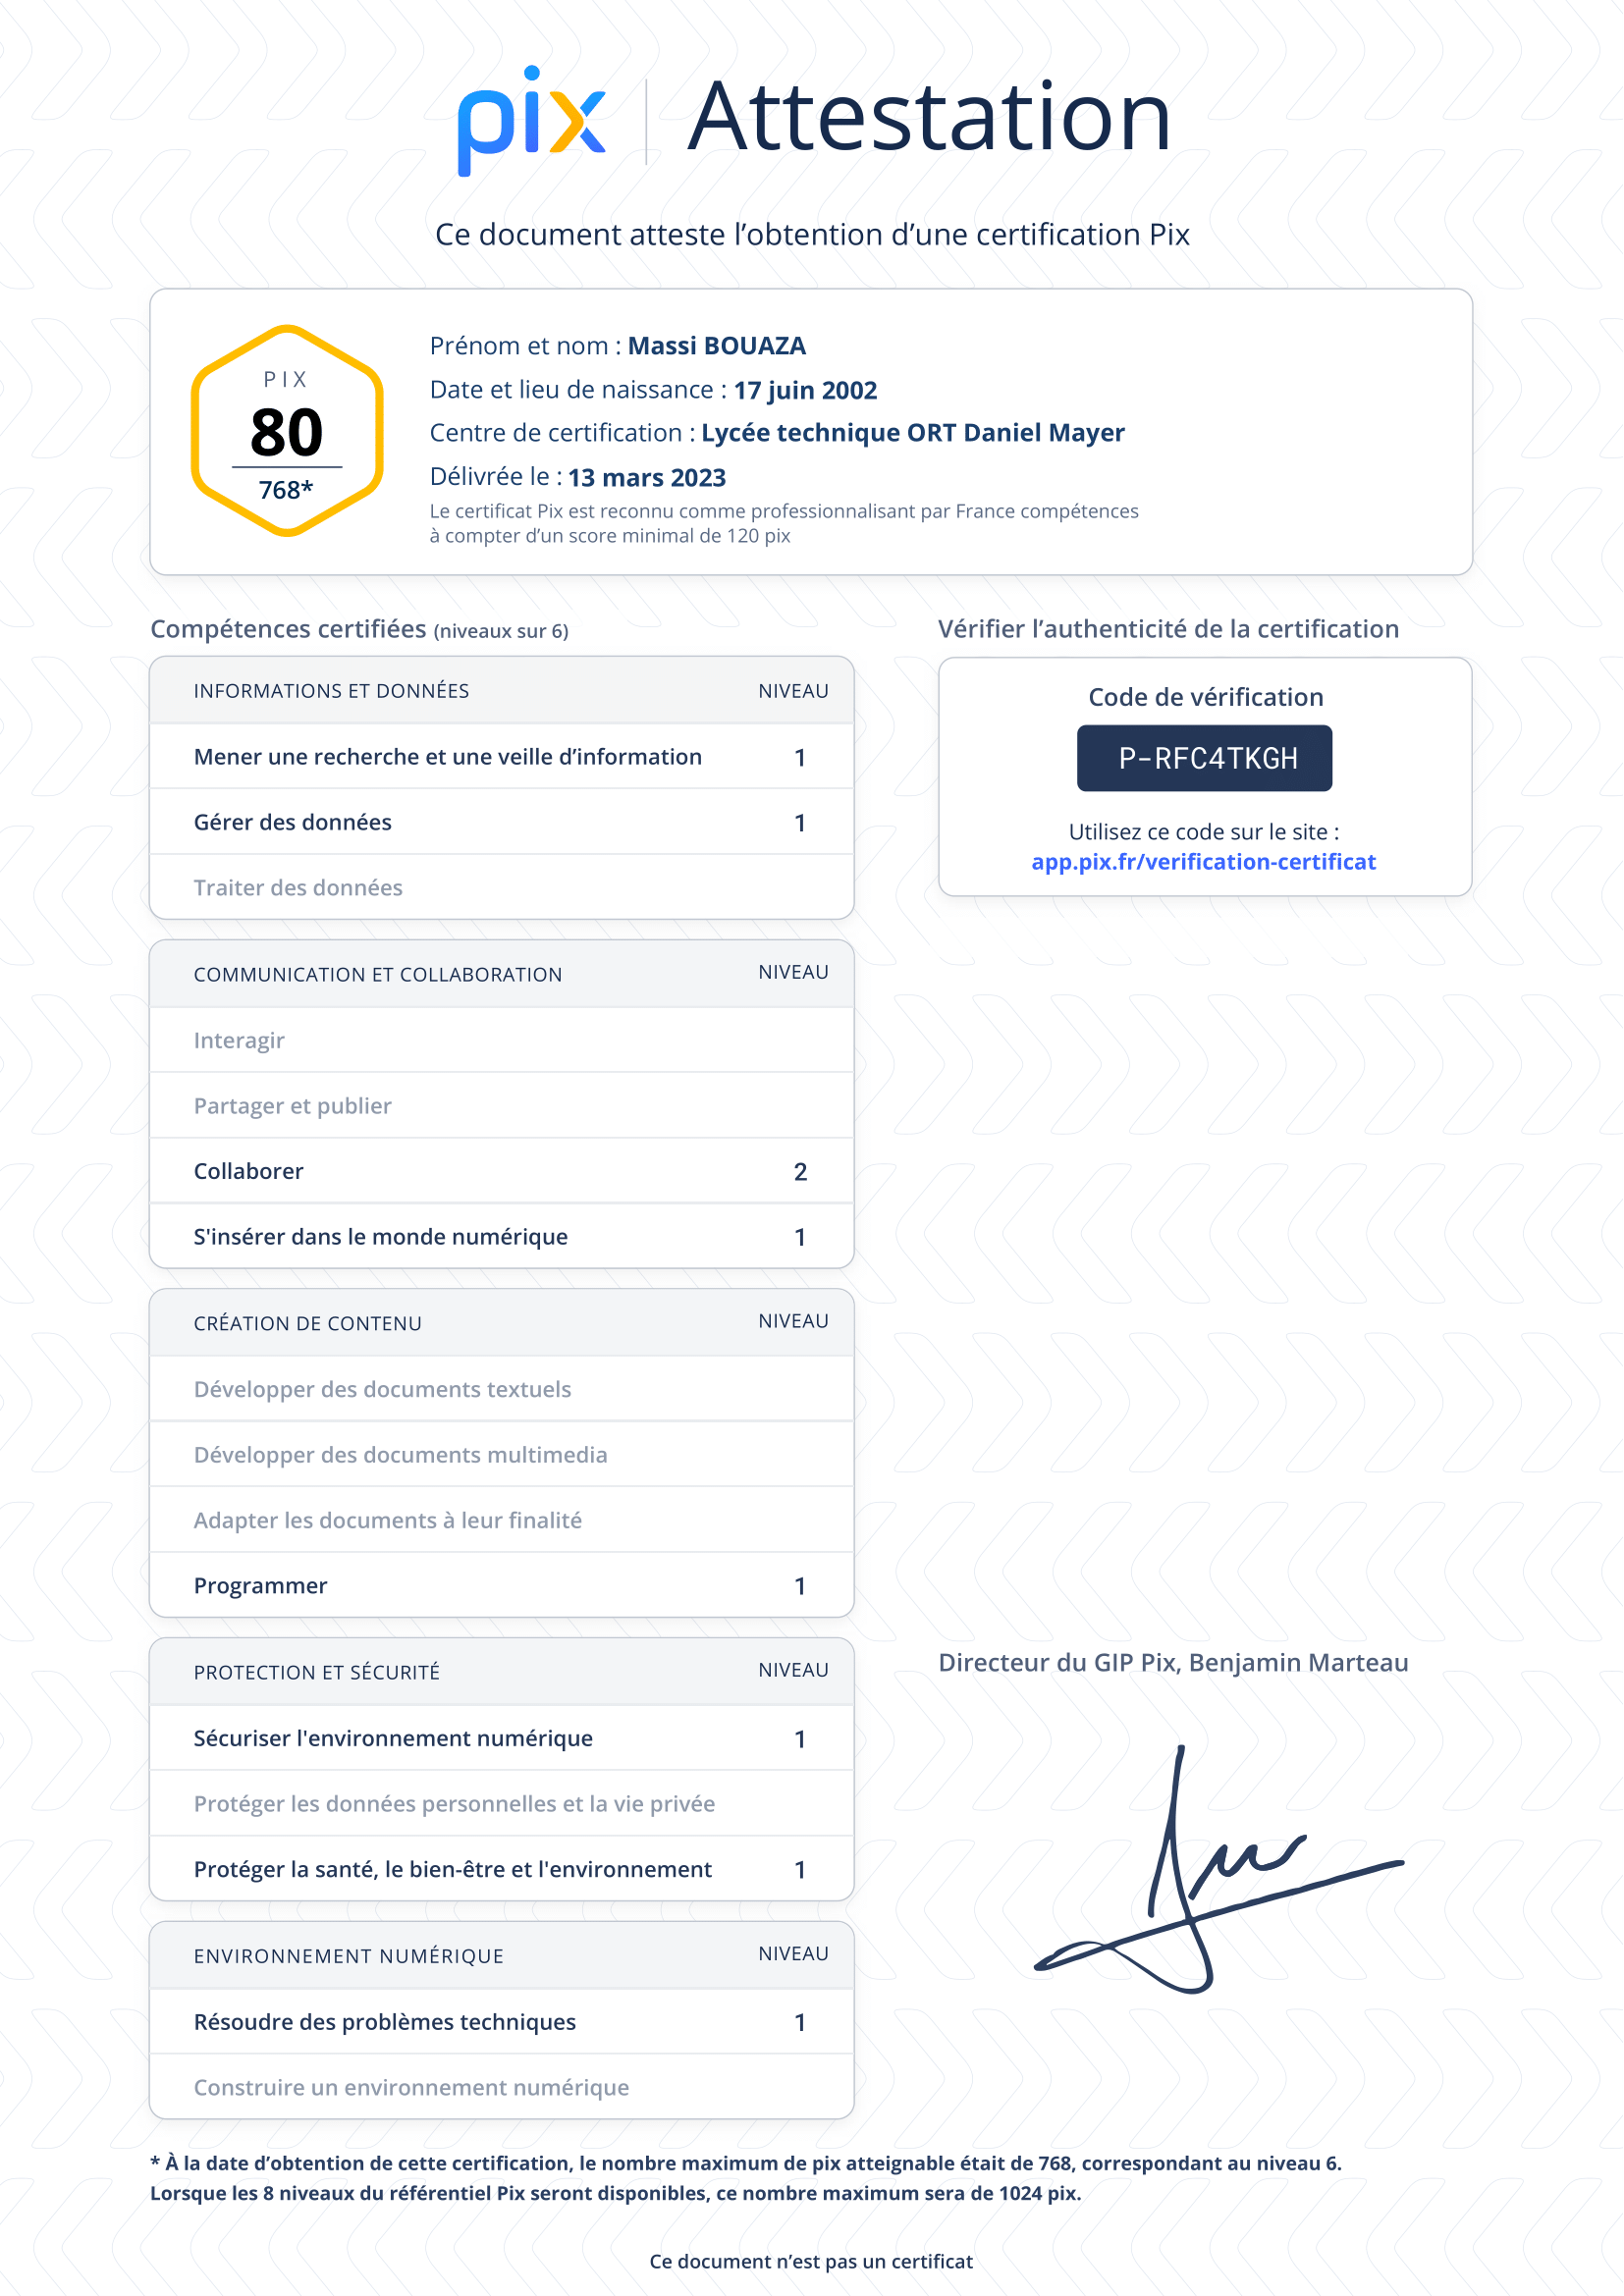 pix
Attestation
Ce document atteste l’obtention d’une certification Pix
PIX
80
768*
Prénom et nom : Massi BOUAZA
Date et lieu de naissance : 17 juin 2002
Centre de certification : Lycée technique ORT Daniel Mayer
Délivrée le : 13 mars 2023
Le certificat Pix est reconnu comme professionnalisant par France compétences
à compter d’un score minimal de 120 pix
Compétences certifiées (niveaux sur 6)
INFORMATIONS ET DONNÉES NIVEAU
Mener une recherche et une veille d’information 1
Gérer des données 1
Traiter des données
COMMUNICATION ET COLLABORATION NIVEAU
Interagir
Partager et publier
Collaborer 2
S'insérer dans le monde numérique 1
CRÉATION DE CONTENU NIVEAU
Développer des documents textuels
Développer des documents multimedia
Adapter les documents à leur finalité
Programmer 1
PROTECTION ET SÉCURITÉ NIVEAU
Sécuriser l'environnement numérique 1
Protéger les données personnelles et la vie privée
Protéger la santé, le bien-être et l'environnement 1
ENVIRONNEMENT NUMÉRIQUE NIVEAU
Résoudre des problèmes techniques 1
Construire un environnement numérique
Vérifier l’authenticité de la certification
Code de vérification
P-RFC4TKGH
Utilisez ce code sur le site :
app.pix.fr/verification-certificat
Directeur du GIP Pix, Benjamin Marteau
* À la date d’obtention de cette certification, le nombre maximum de pix atteignable était de 768, correspondant au niveau 6.
Lorsque les 8 niveaux du référentiel Pix seront disponibles, ce nombre maximum sera de 1024 pix.
Ce document n’est pas un certificat